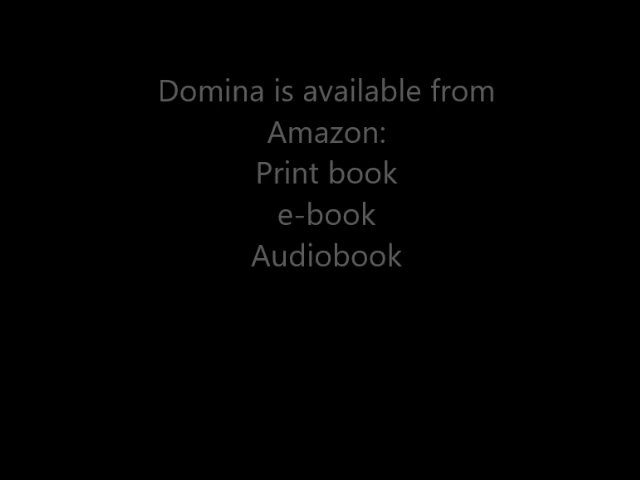 Domina is available from
Amazon:
Print book
e-book
Audiobook